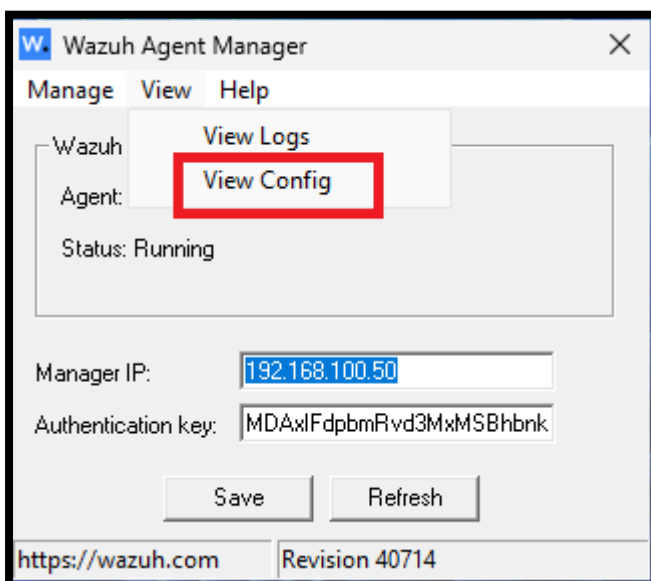 W. Wazuh Agent Manager
Manage View Help
View Logs
View Config
Wazuh
Agent:
Status: Running
Manager IP: 192.168.100.50
Authentication key: MDAxIFdpbmRvd3MxMSBhbnk
Save Refresh
https://wazuh.com Revision 40714